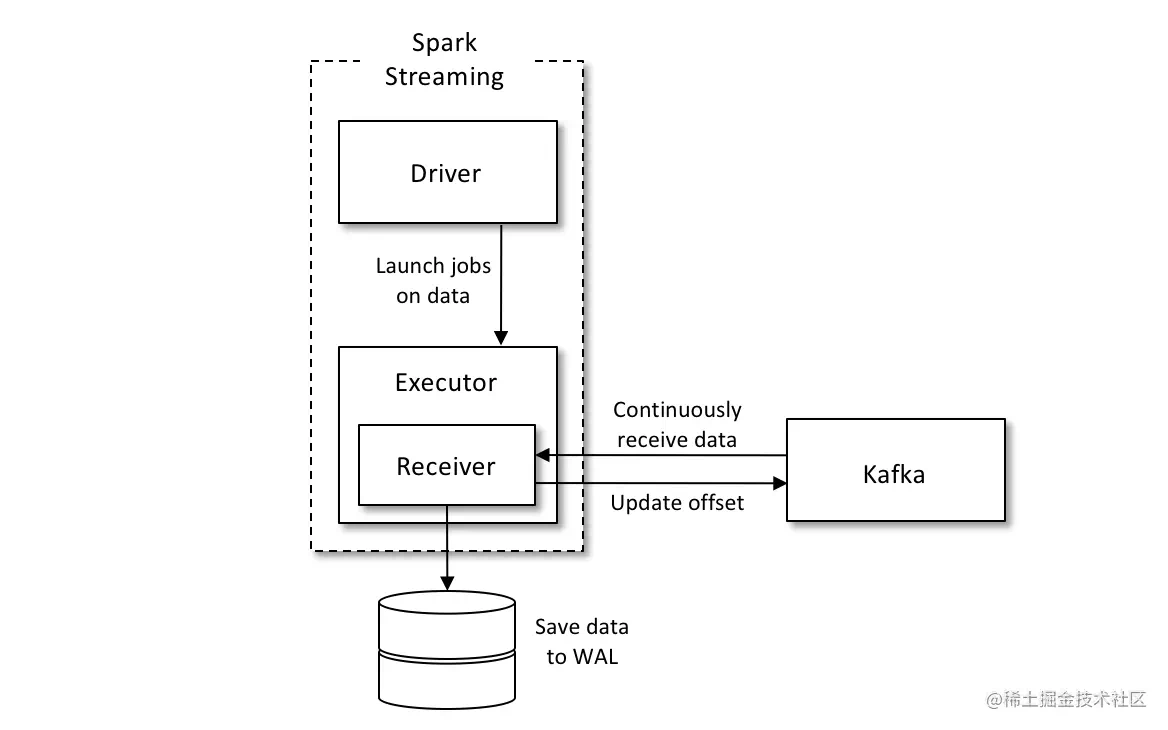 Spark
Streaming
Driver
Launch jobs
on data
Executor
Receiver
Continuously
receive data
Update offset
Kafka
Save data
to WAL
@稀土掘金技术社区